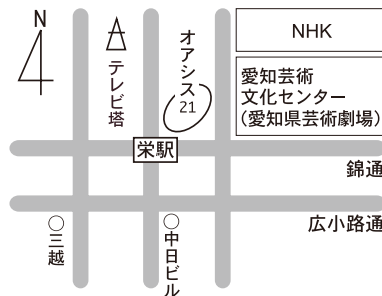 N
テレビ塔
オアシス21
NHK
愛知芸術
文化センター
(愛知県芸術劇場)
栄駅
錦通
広小路通
○三越
○中日ビル